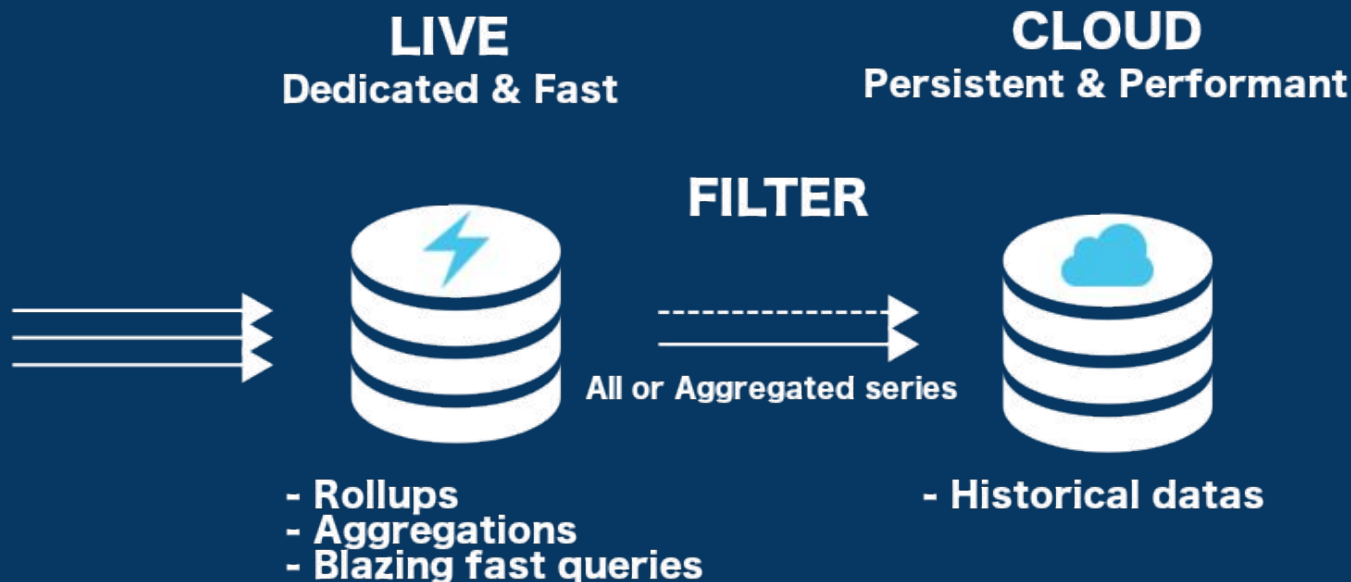 LIVE
Dedicated & Fast
CLOUD
Persistent & Performant
FILTER
All or Aggregated series
- Rollups
- Aggregations
- Blazing fast queries
- Historical datas